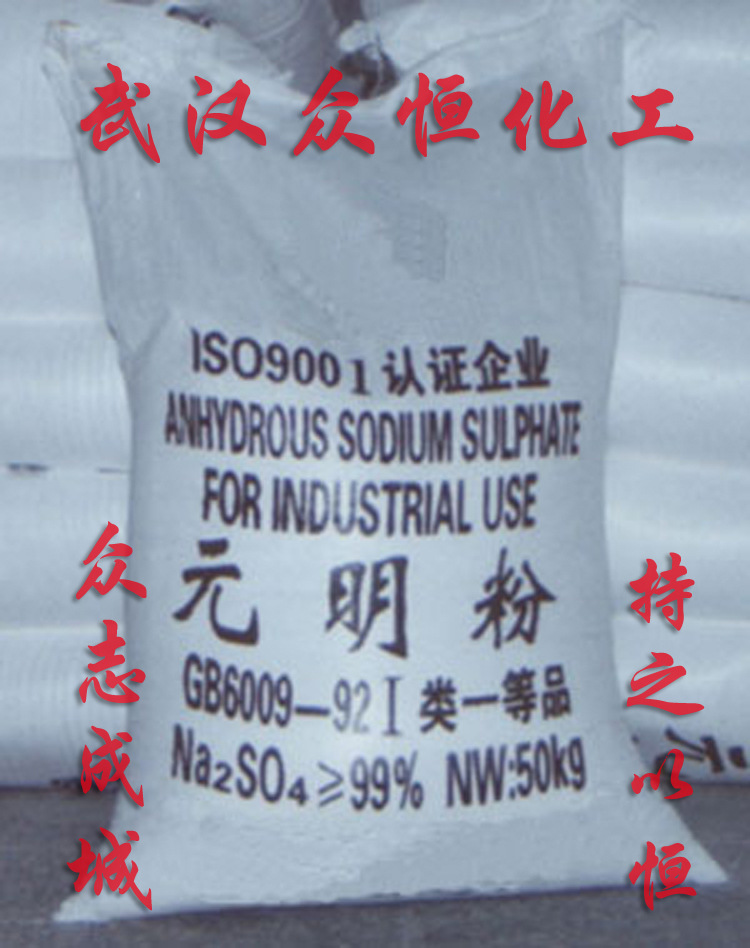 武汉众恒化工
ISO9001认证企业
ANHYDROUS SODIUM SULPHATE
FOR INDUSTRIAL USE
元明粉
GB6009—92 I 类一等品
Na₂SO₄≥99% NW:50kg
众志成城
持之以恒